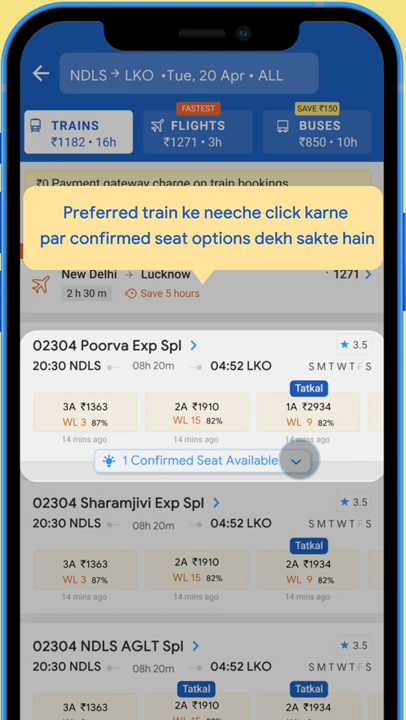 NDLS → LKO •Tue, 20 Apr • ALL
FASTEST
SAVE ₹150
TRAINS
₹1182 • 16h
FLIGHTS
₹1271 • 3h
BUSES
₹850 • 10h
₹0 Payment gateway charge on train bookings
Preferred train ke neeche click karne
par confirmed seat options dekh sakte hain
New Delhi → Lucknow
1271 >
2 h 30 m
Save 5 hours
02304 Poorva Exp Spl >
★ 3.5
20:30 NDLS 08h 20m 04:52 LKO
S M T W T F S
Tatkal
3A ₹1363
WL 3 87%
14 mins ago
2A ₹1910
WL 15 82%
14 mins ago
1A ₹2934
WL 9 82%
14 mins ago
1 Confirmed Seat Available
02304 Sharamjivi Exp Spl >
★ 3.5
20:30 NDLS 08h 20m 04:52 LKO
S M T W T F S
Tatkal
3A ₹1363
WL 3 87%
14 mins ago
2A ₹1910
WL 15 82%
14 mins ago
2A ₹1934
WL 9 82%
14 mins ago
02304 NDLS AGLT Spl >
★ 3.5
20:30 NDLS 08h 20m 04:52 LKO
S M T W T F S
Tatkal
Tatkal
3A ₹1363
2A ₹1910
2A ₹1934